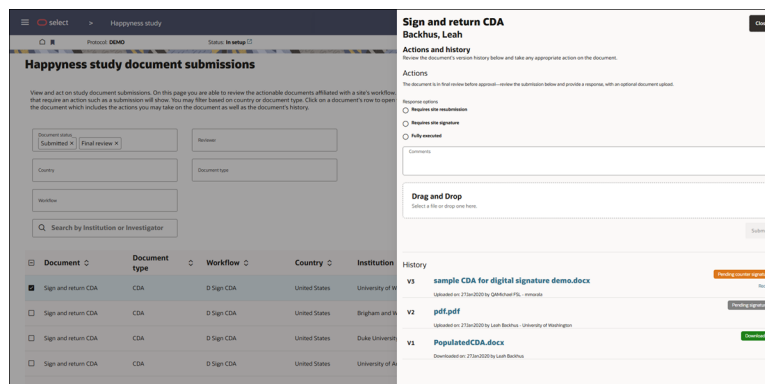 select > Happyness study
Protocol: DEMO Status: In setup
Happyness study document submissions
View and act on study document submissions. On this page you are able to review the actionable documents affiliated with a site's workflow.
that require an action such as a submission will show. You may filter based on country or document type. Click on a document's row to open
the document which includes the actions you may take on the document as well as the document's history.
Document status
Submitted × Final review ×
Reviewer
Country
Document type
Workflow
Search by Institution or Investigator
Document Document type Workflow Country Institution
Sign and return CDA CDA D Sign CDA United States University of W
Sign and return CDA CDA D Sign CDA United States Brigham and W
Sign and return CDA CDA D Sign CDA United States Duke University
Sign and return CDA CDA D Sign CDA United States University of A
Sign and return CDA
Clos
Backhus, Leah
Actions and history
Review the document's version history below and take any appropriate action on the document.
Actions
The document is in final review before approval—review the submission below and provide a response, with an optional document upload.
Response options
Requires site resubmission
Requires site signature
Fully executed
Comments
Drag and Drop
Select a file or drop one here.
Submi
History
Pending counter signatu
V3 sample CDA for digital signature demo.docx
Rea
Uploaded on: 27Jan2020 by QAMichael FSL - mmorais
Pending signatur
V2 pdf.pdf
Uploaded on: 27Jan2020 by Leah Backhus - University of Washington
Download
V1 PopulatedCDA.docx
Downloaded on: 27Jan2020 by Leah Backhus